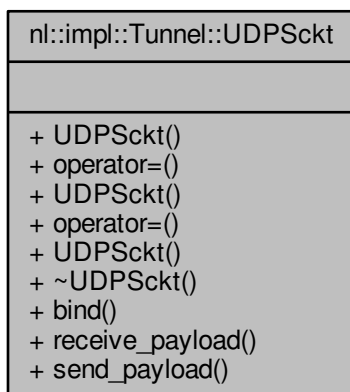 nl::impl::Tunnel::UDPSckt
+ UDPSckt()
+ operator=()
+ UDPSckt()
+ operator=()
+ UDPSckt()
+ ~UDPSckt()
+ bind()
+ receive_payload()
+ send_payload()